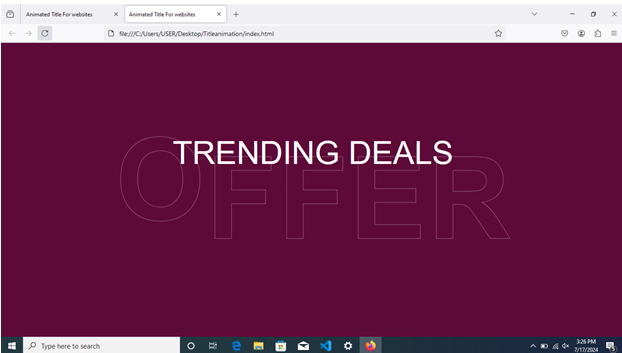 Animated Title For websites
Animated Title For websites
file:///C:/Users/USER/Desktop/Titleanimation/index.html
TRENDING DEALS
OFFER
Type here to search
3:26 PM
7/17/2024